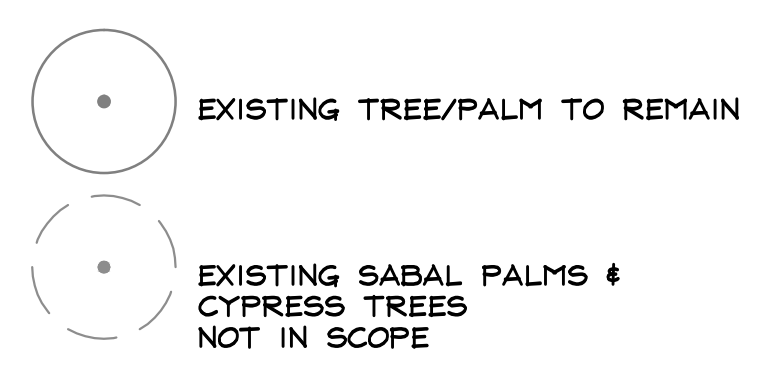 EXISTING TREE/PALM TO REMAIN
EXISTING SABAL PALMS &
CYPRESS TREES
NOT IN SCOPE